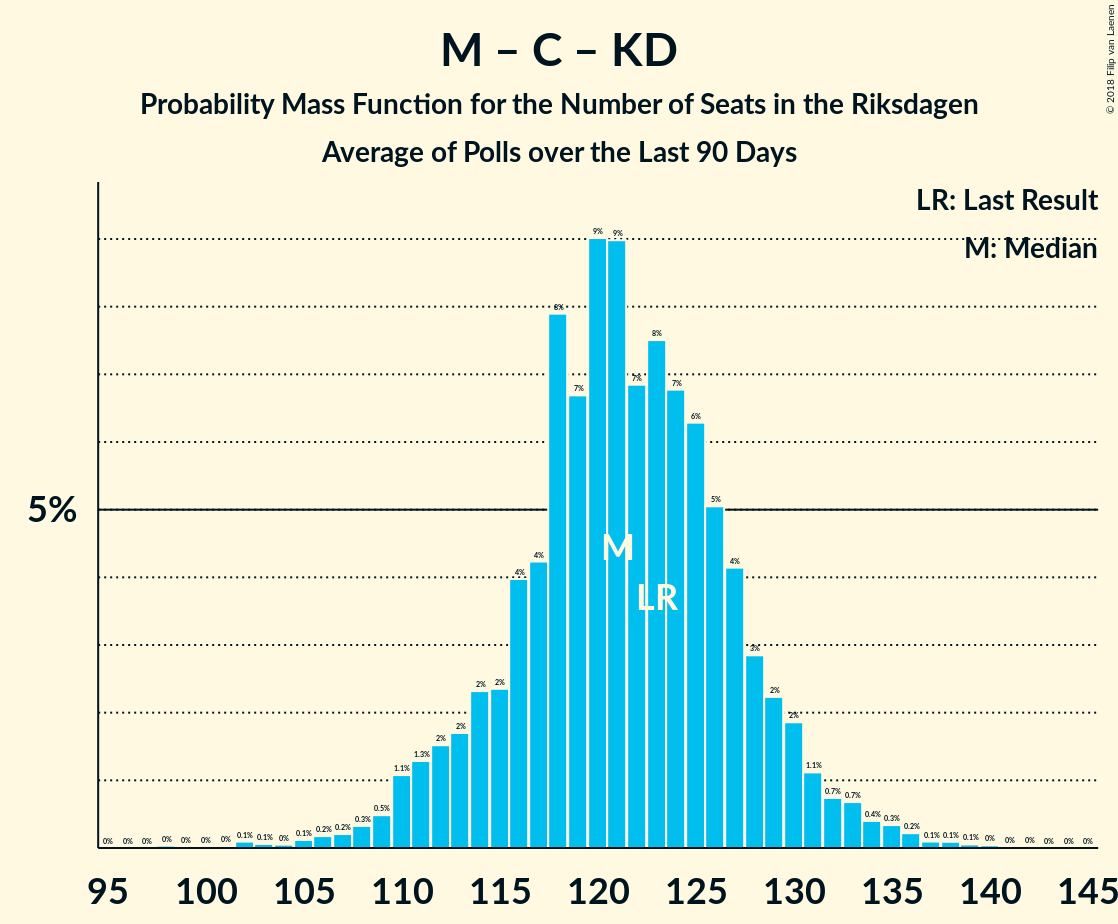 M – C – KD
Probability Mass Function for the Number of Seats in the Riksdagen
Average of Polls over the Last 90 Days
© 2018 Filip van Laenen
LR: Last Result
M: Median
5%
0% 0% 0% 0% 0% 0% 0% 0.1% 0.1% 0% 0.1% 0.2% 0.2% 0.3% 0.5% 1.1% 1.3% 2% 2% 2% 2% 4% 4% 8% 7% 9% 9% 7% 8% 7% 6% 5% 4% 3% 2% 2% 1.1% 0.7% 0.7% 0.4% 0.3% 0.2% 0.1% 0.1% 0.1% 0% 0% 0% 0% 0% 0%
M
LR
95 100 105 110 115 120 125 130 135 140 145